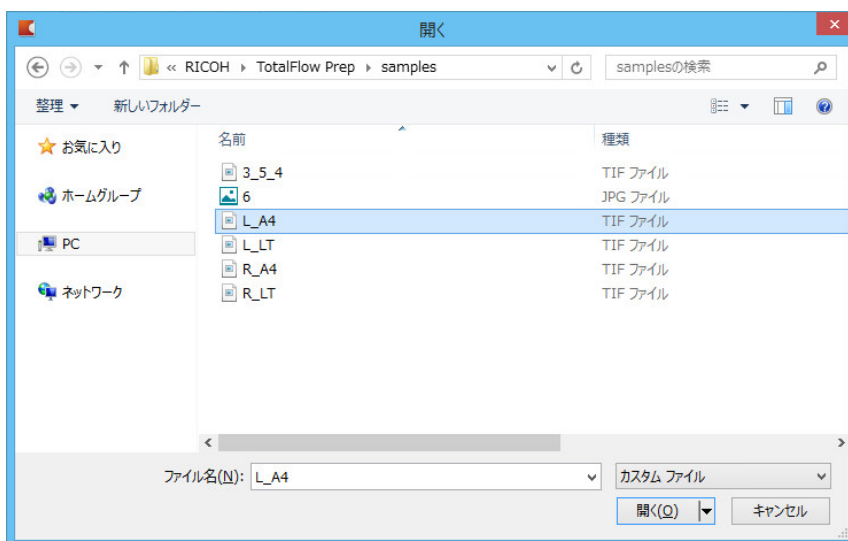 開く
« RICOH ▸ TotalFlow Prep ▸ samples
samplesの検索
整理 ▼ 新しいフォルダー
お気に入り
ホームグループ
PC
ネットワーク
名前 種類
3_5_4 TIF ファイル
6 JPG ファイル
L_A4 TIF ファイル
L_LT TIF ファイル
R_A4 TIF ファイル
R_LT TIF ファイル
ファイル名(N): L_A4
カスタム ファイル
開く(O) キャンセル